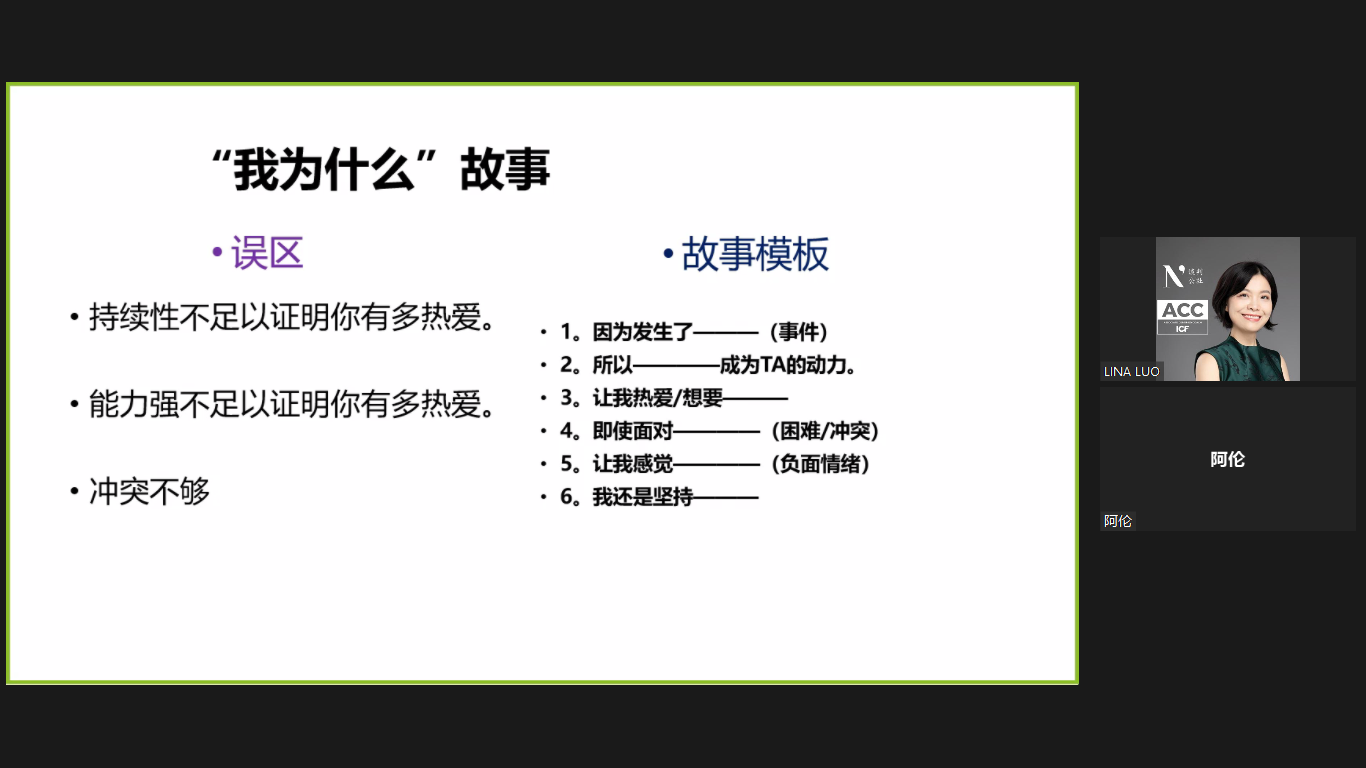 “我为什么”故事
• 误区
• 持续性不足以证明你有多热爱。
• 能力强不足以证明你有多热爱。
• 冲突不够
• 故事模板
• 1。因为发生了————（事件）
• 2。所以—————成为TA的动力。
• 3。让我热爱/想要————
• 4。即使面对—————（困难/冲突）
• 5。让我感觉—————（负面情绪）
• 6。我还是坚持————
N
ACC
ICF
LINA LUO
阿伦
阿伦